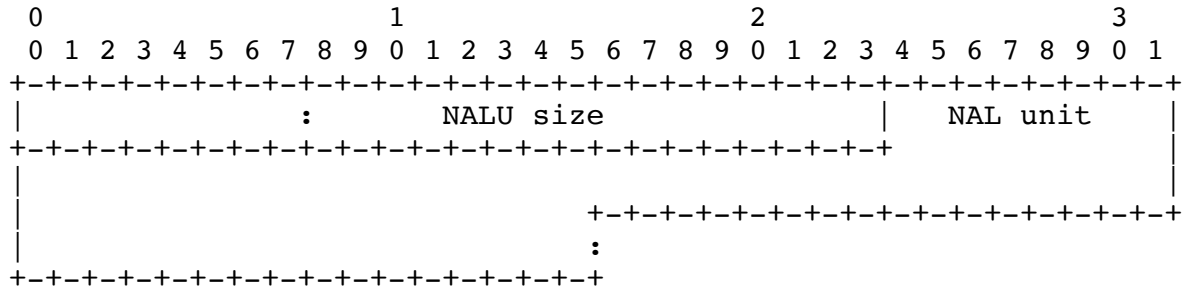 0                   1                   2                   3
 0 1 2 3 4 5 6 7 8 9 0 1 2 3 4 5 6 7 8 9 0 1 2 3 4 5 6 7 8 9 0 1
+-+-+-+-+-+-+-+-+-+-+-+-+-+-+-+-+-+-+-+-+-+-+-+-+-+-+-+-+-+-+-+-+
|               :       NALU size               |   NAL unit    |
+-+-+-+-+-+-+-+-+-+-+-+-+-+-+-+-+-+-+-+-+-+-+-+-+               |
|                                                               |
|                               +-+-+-+-+-+-+-+-+-+-+-+-+-+-+-+-+
|                               :
+-+-+-+-+-+-+-+-+-+-+-+-+-+-+-+-+